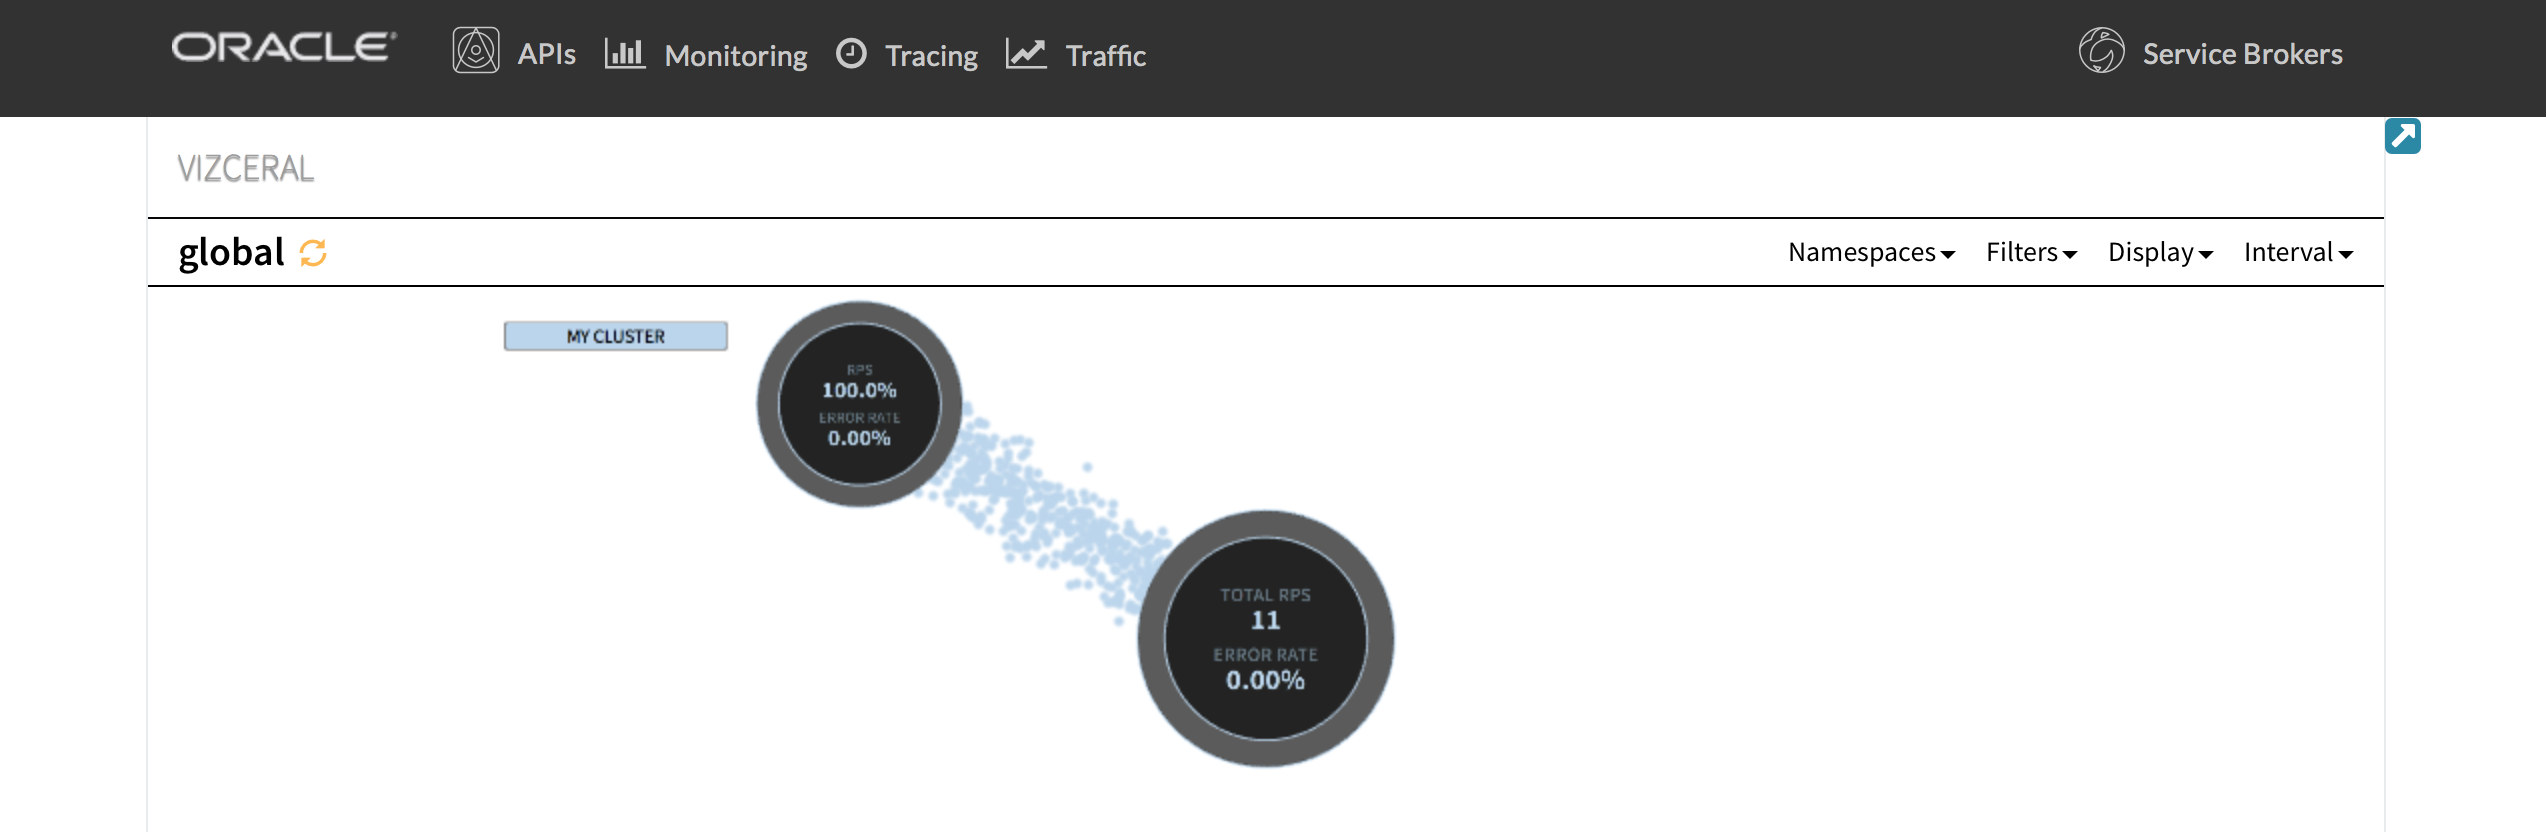 ORACLE® APIs Monitoring Tracing Traffic Service Brokers
VIZCERAL
global Namespaces Filters Display Interval
MY CLUSTER
RPS
100.0%
ERROR RATE
0.00%
TOTAL RPS
11
ERROR RATE
0.00%